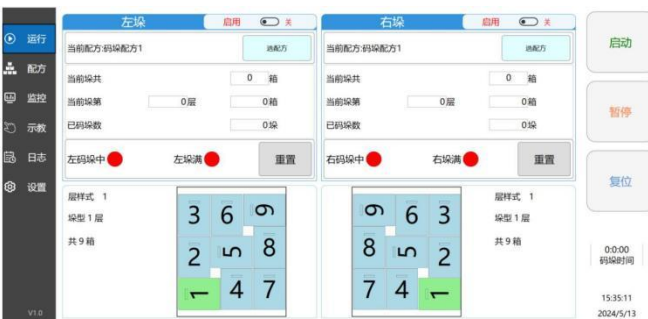 运行
配方
监控
示教
日志
设置
V1.0
左垛
启用 关
当前配方:码垛配方1
选配方
当前垛共 0 箱
当前垛第 0层 0箱
已码垛数 0垛
左码垛中 左垛满 重置
层样式 1
垛型 1 层
共 9 箱
3 6 9
2 5 8
1 4 7
右垛
启用 关
当前配方:码垛配方1
选配方
当前垛共 0 箱
当前垛第 0层 0箱
已码垛数 0垛
右码垛中 右垛满 重置
9 6 3
8 5 2
7 4 1
层样式 1
垛型 1 层
共 9 箱
启动
暂停
复位
0:0:00
码垛时间
15:35:11
2024/5/13